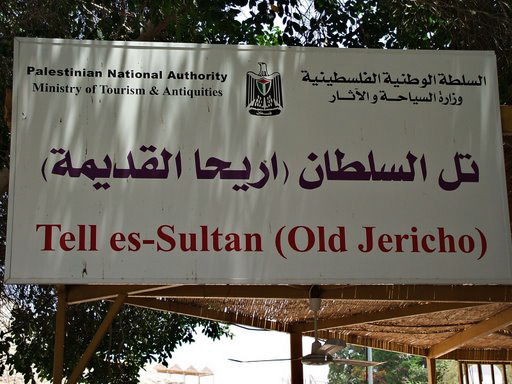 Palestinian National Authority
Ministry of Tourism & Antiquities
السلطة الوطنية الفلسطينية
وزارة السياحة والآثار
تل السلطان (اريحا القديمة)
Tell es-Sultan (Old Jericho)